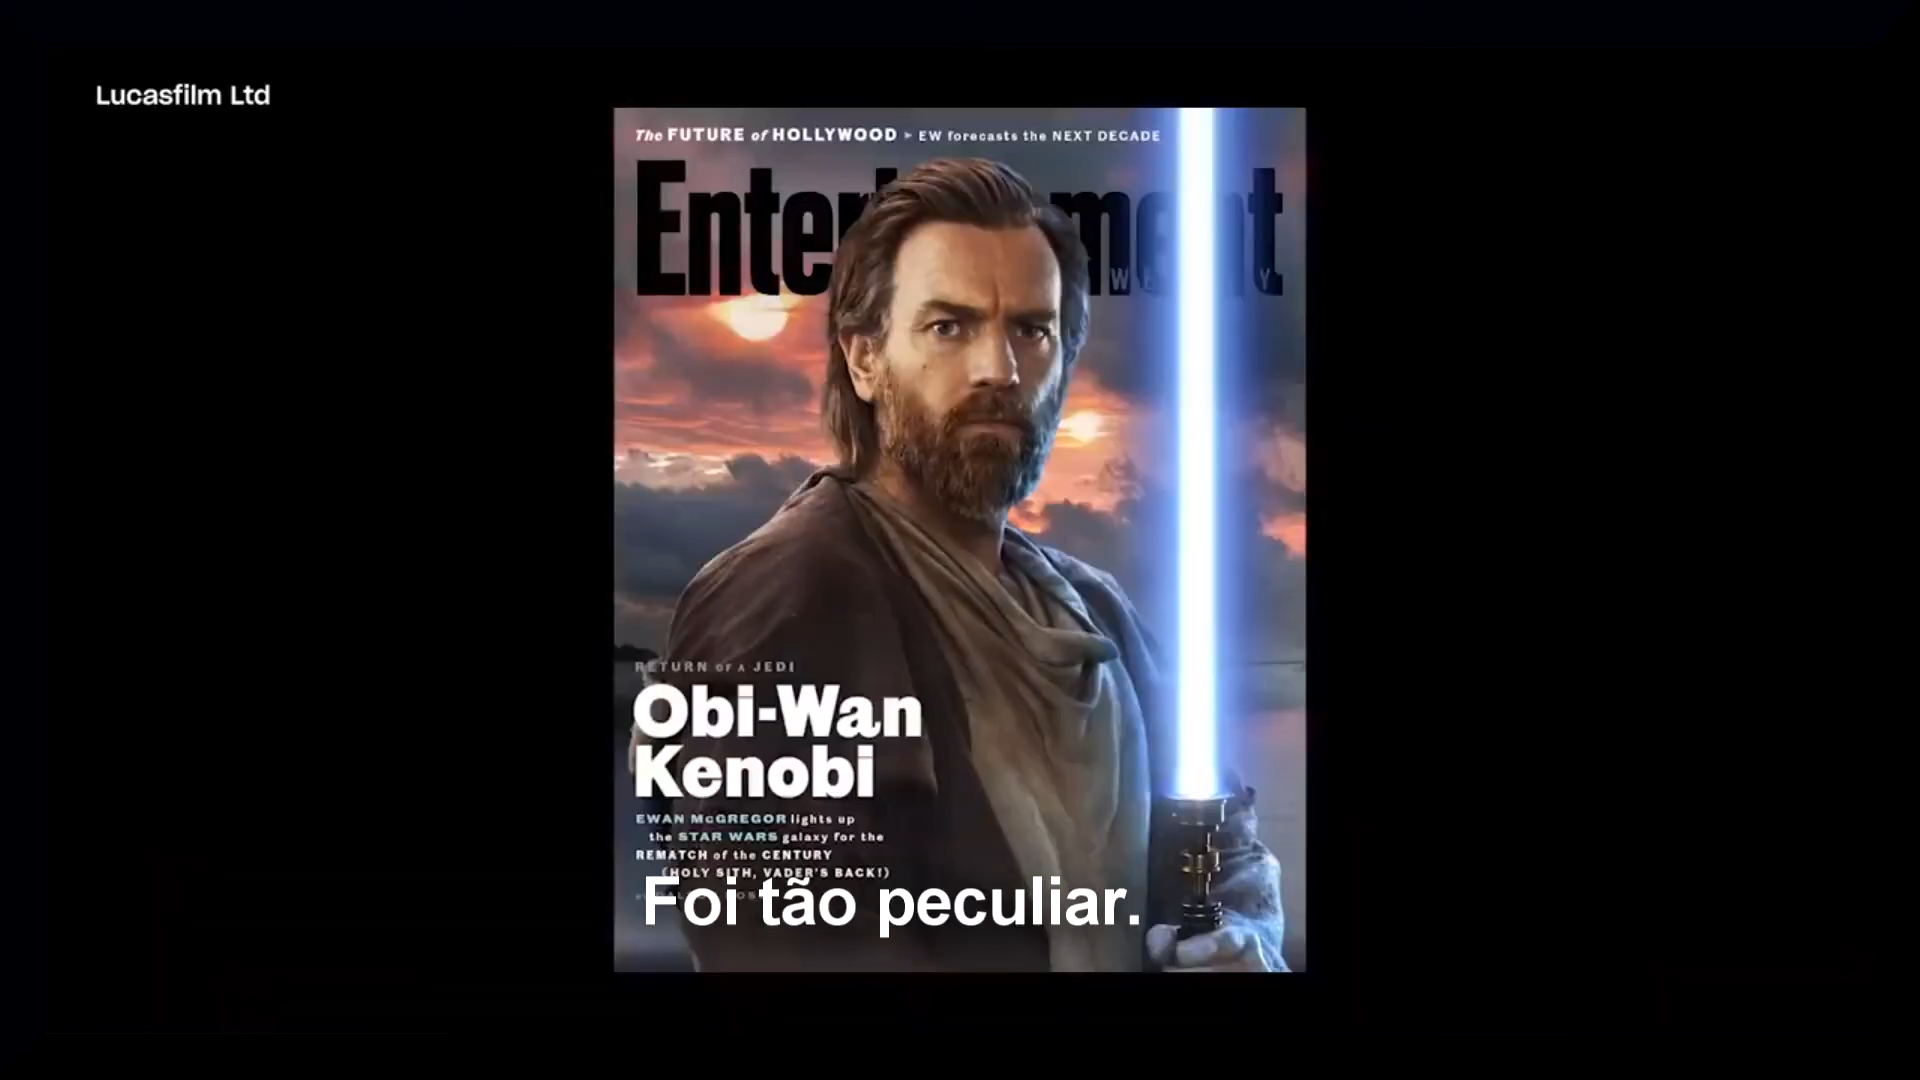 Lucasfilm Ltd
The FUTURE of HOLLYWOOD ▸ EW forecasts the NEXT DECADE
RETURN OF A JEDI
Obi-Wan
Kenobi
EWAN McGREGOR lights up
the STAR WARS galaxy for the
REMATCH of the CENTURY
(HOLY SITH, VADER'S BACK!)
Foi tão peculiar.